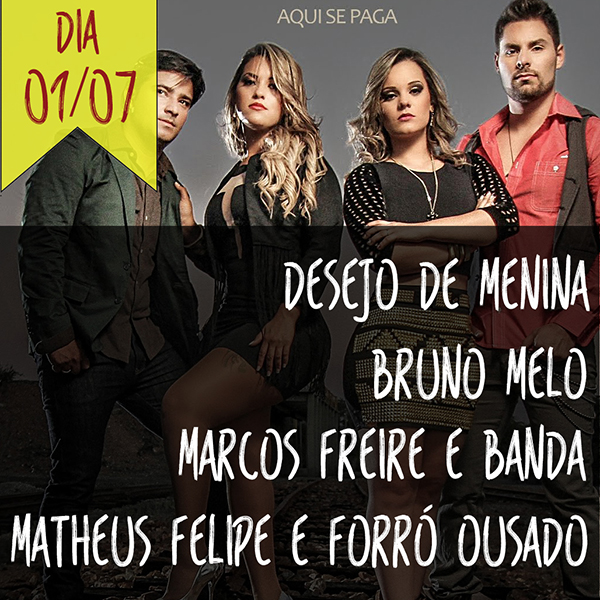 AQUI SE PAGA
DIA
01/07
DESEJO DE MENINA
BRUNO MELO
MARCOS FREIRE E BANDA
MATHEUS FELIPE E FORRÓ OUSADO